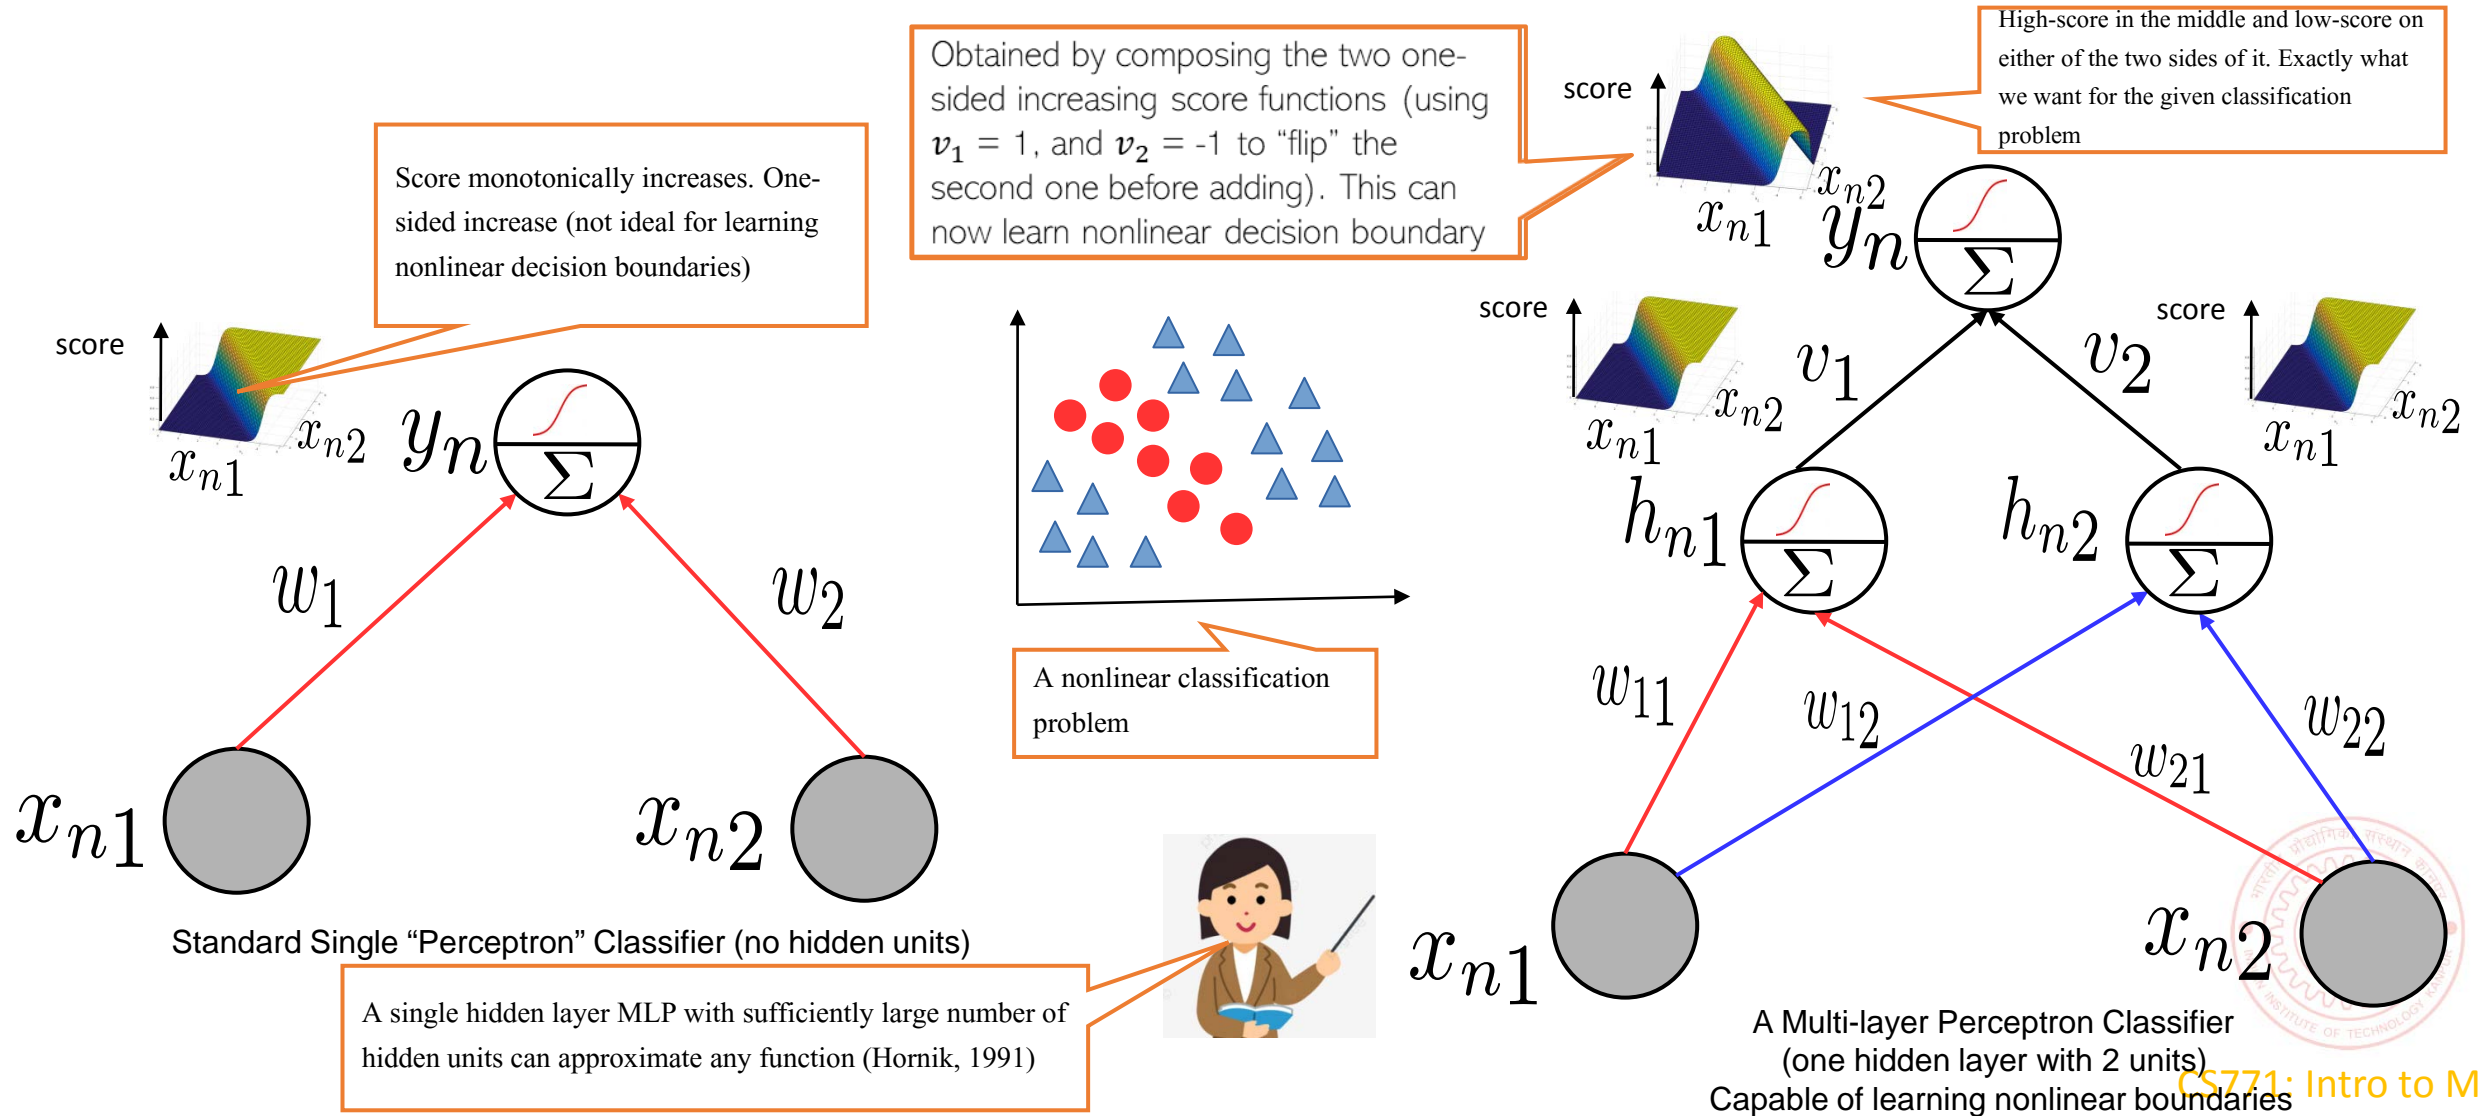 Obtained by composing the two one-
sided increasing score functions (using
𝒗₁ = 1, and 𝒗₂ = -1 to “flip” the
second one before adding). This can
now learn nonlinear decision boundary
High-score in the middle and low-score on
either of the two sides of it. Exactly what
we want for the given classification
problem
score
xn2
xn1
yn
Σ
Score monotonically increases. One-
sided increase (not ideal for learning
nonlinear decision boundaries)
score
xn2
xn1
yn
Σ
w1
w2
xn1
xn2
Standard Single “Perceptron” Classifier (no hidden units)
A nonlinear classification
problem
A single hidden layer MLP with sufficiently large number of
hidden units can approximate any function (Hornik, 1991)
score
xn2
xn1
v1
v2
score
xn2
xn1
hn1
Σ
hn2
Σ
w11
w12
w21
w22
xn1
xn2
A Multi-layer Perceptron Classifier
(one hidden layer with 2 units)
Capable of learning nonlinear boundaries
CS771: Intro to M
INSTITUTE OF TECHNOLOGY